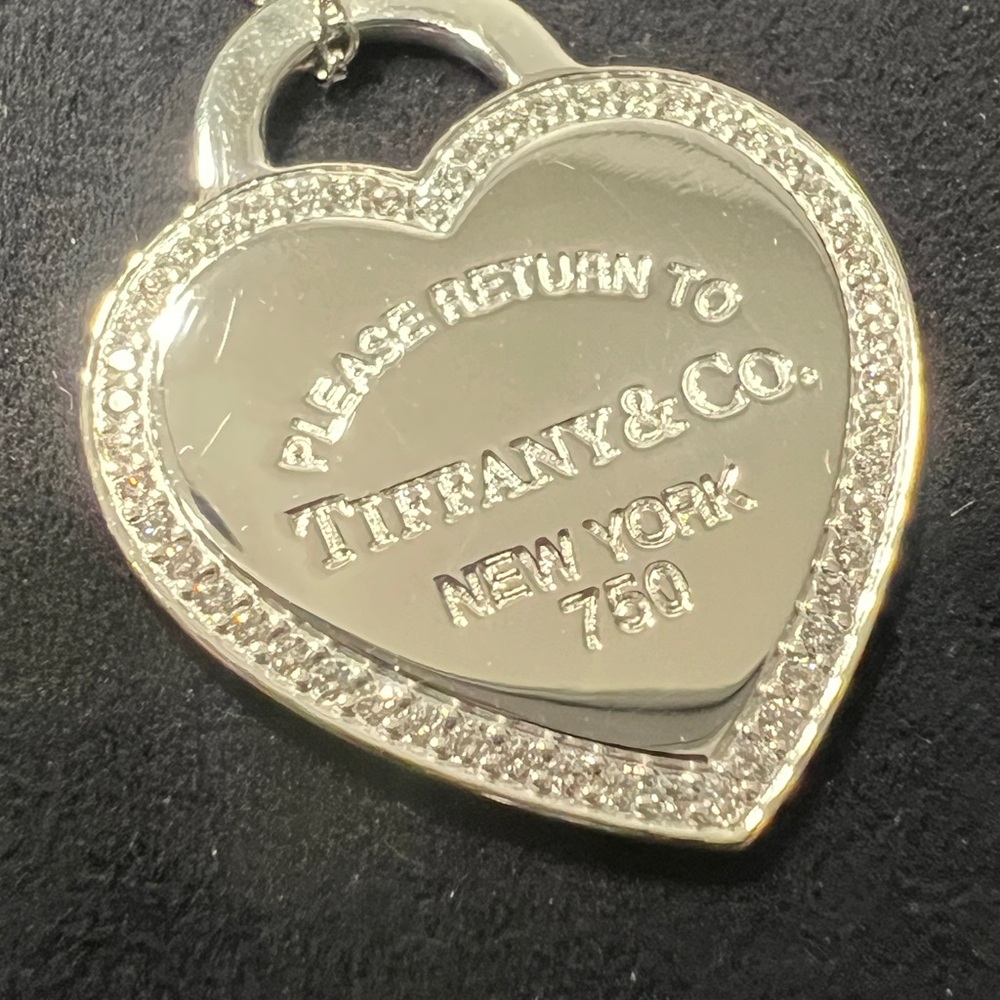 PLEASE RETURN TO
TIFFANY & CO.
NEW YORK
750